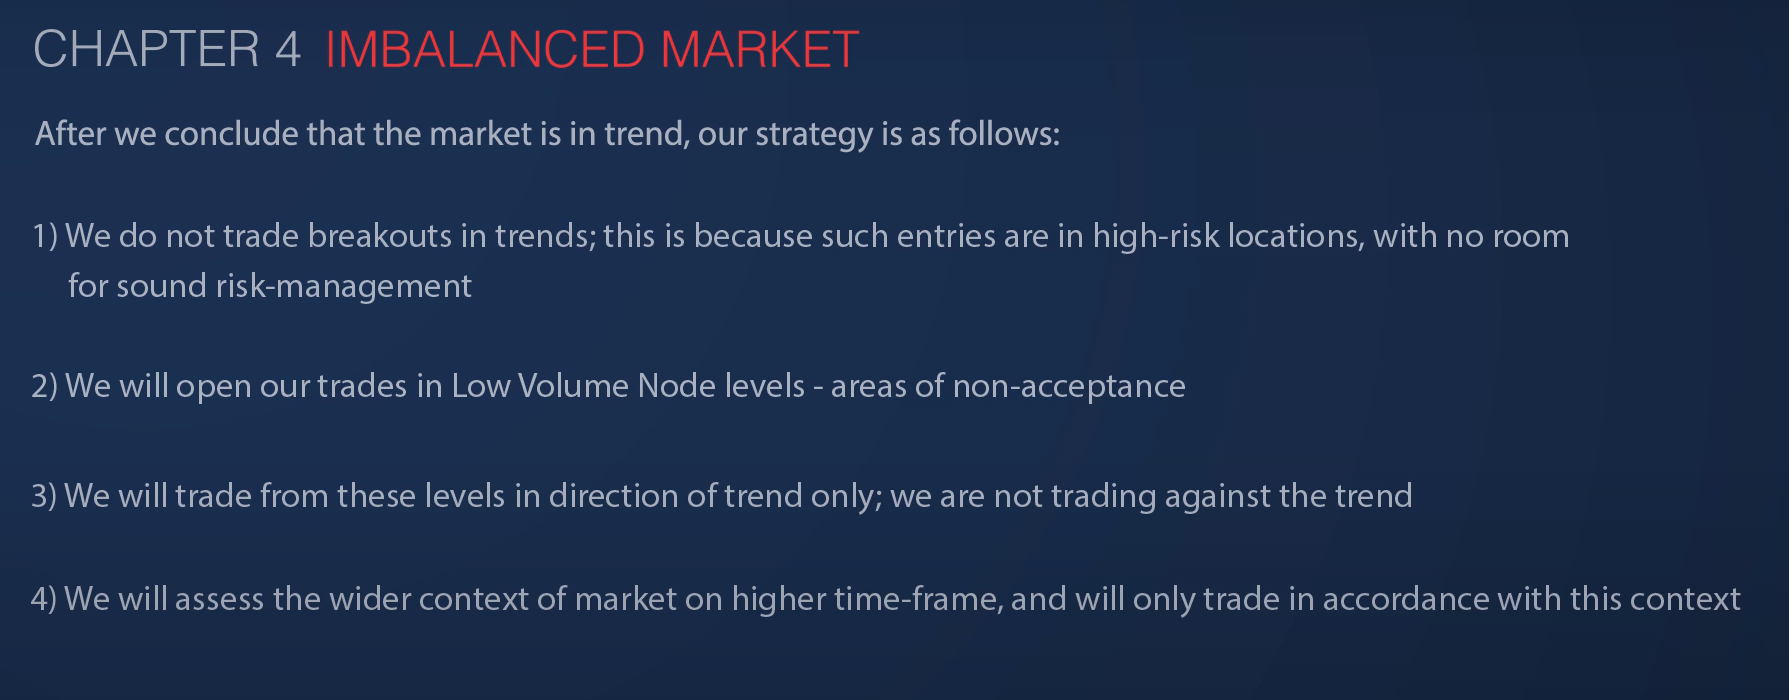 CHAPTER 4 IMBALANCED MARKET
After we conclude that the market is in trend, our strategy is as follows:
1) We do not trade breakouts in trends; this is because such entries are in high-risk locations, with no room
for sound risk-management
2) We will open our trades in Low Volume Node levels - areas of non-acceptance
3) We will trade from these levels in direction of trend only; we are not trading against the trend
4) We will assess the wider context of market on higher time-frame, and will only trade in accordance with this context